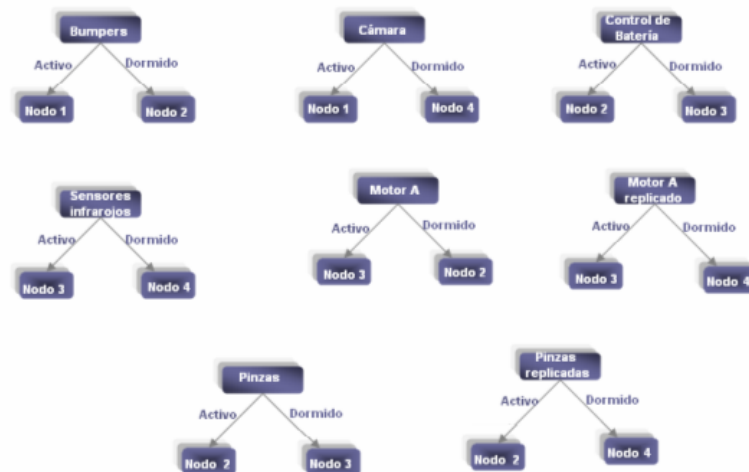 Bumpers
Activo
Dormido
Nodo 1
Nodo 2
Cámara
Activo
Dormido
Nodo 1
Nodo 4
Control de
Batería
Activo
Dormido
Nodo 2
Nodo 3
Sensores
infrarojos
Activo
Dormido
Nodo 3
Nodo 4
Motor A
Activo
Dormido
Nodo 3
Nodo 2
Motor A
replicado
Activo
Dormido
Nodo 3
Nodo 4
Pinzas
Activo
Dormido
Nodo 2
Nodo 3
Pinzas
replicadas
Activo
Dormido
Nodo 2
Nodo 4